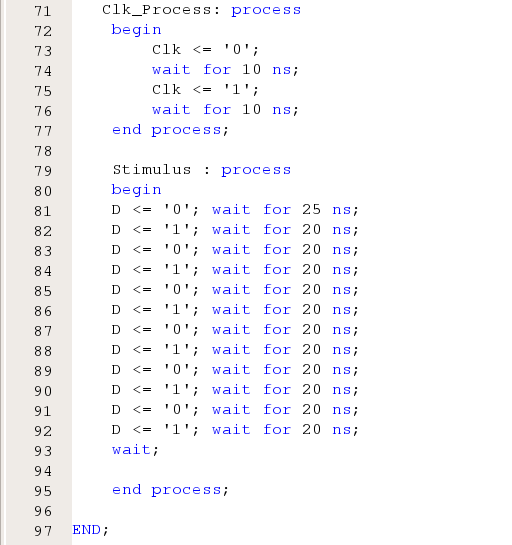 71 Clk_Process: process
72 begin
73 Clk <= '0';
74 wait for 10 ns;
75 Clk <= '1';
76 wait for 10 ns;
77 end process;
78
79 Stimulus : process
80 begin
81 D <= '0'; wait for 25 ns;
82 D <= '1'; wait for 20 ns;
83 D <= '0'; wait for 20 ns;
84 D <= '1'; wait for 20 ns;
85 D <= '0'; wait for 20 ns;
86 D <= '1'; wait for 20 ns;
87 D <= '0'; wait for 20 ns;
88 D <= '1'; wait for 20 ns;
89 D <= '0'; wait for 20 ns;
90 D <= '1'; wait for 20 ns;
91 D <= '0'; wait for 20 ns;
92 D <= '1'; wait for 20 ns;
93 wait;
94
95 end process;
96
97 END;